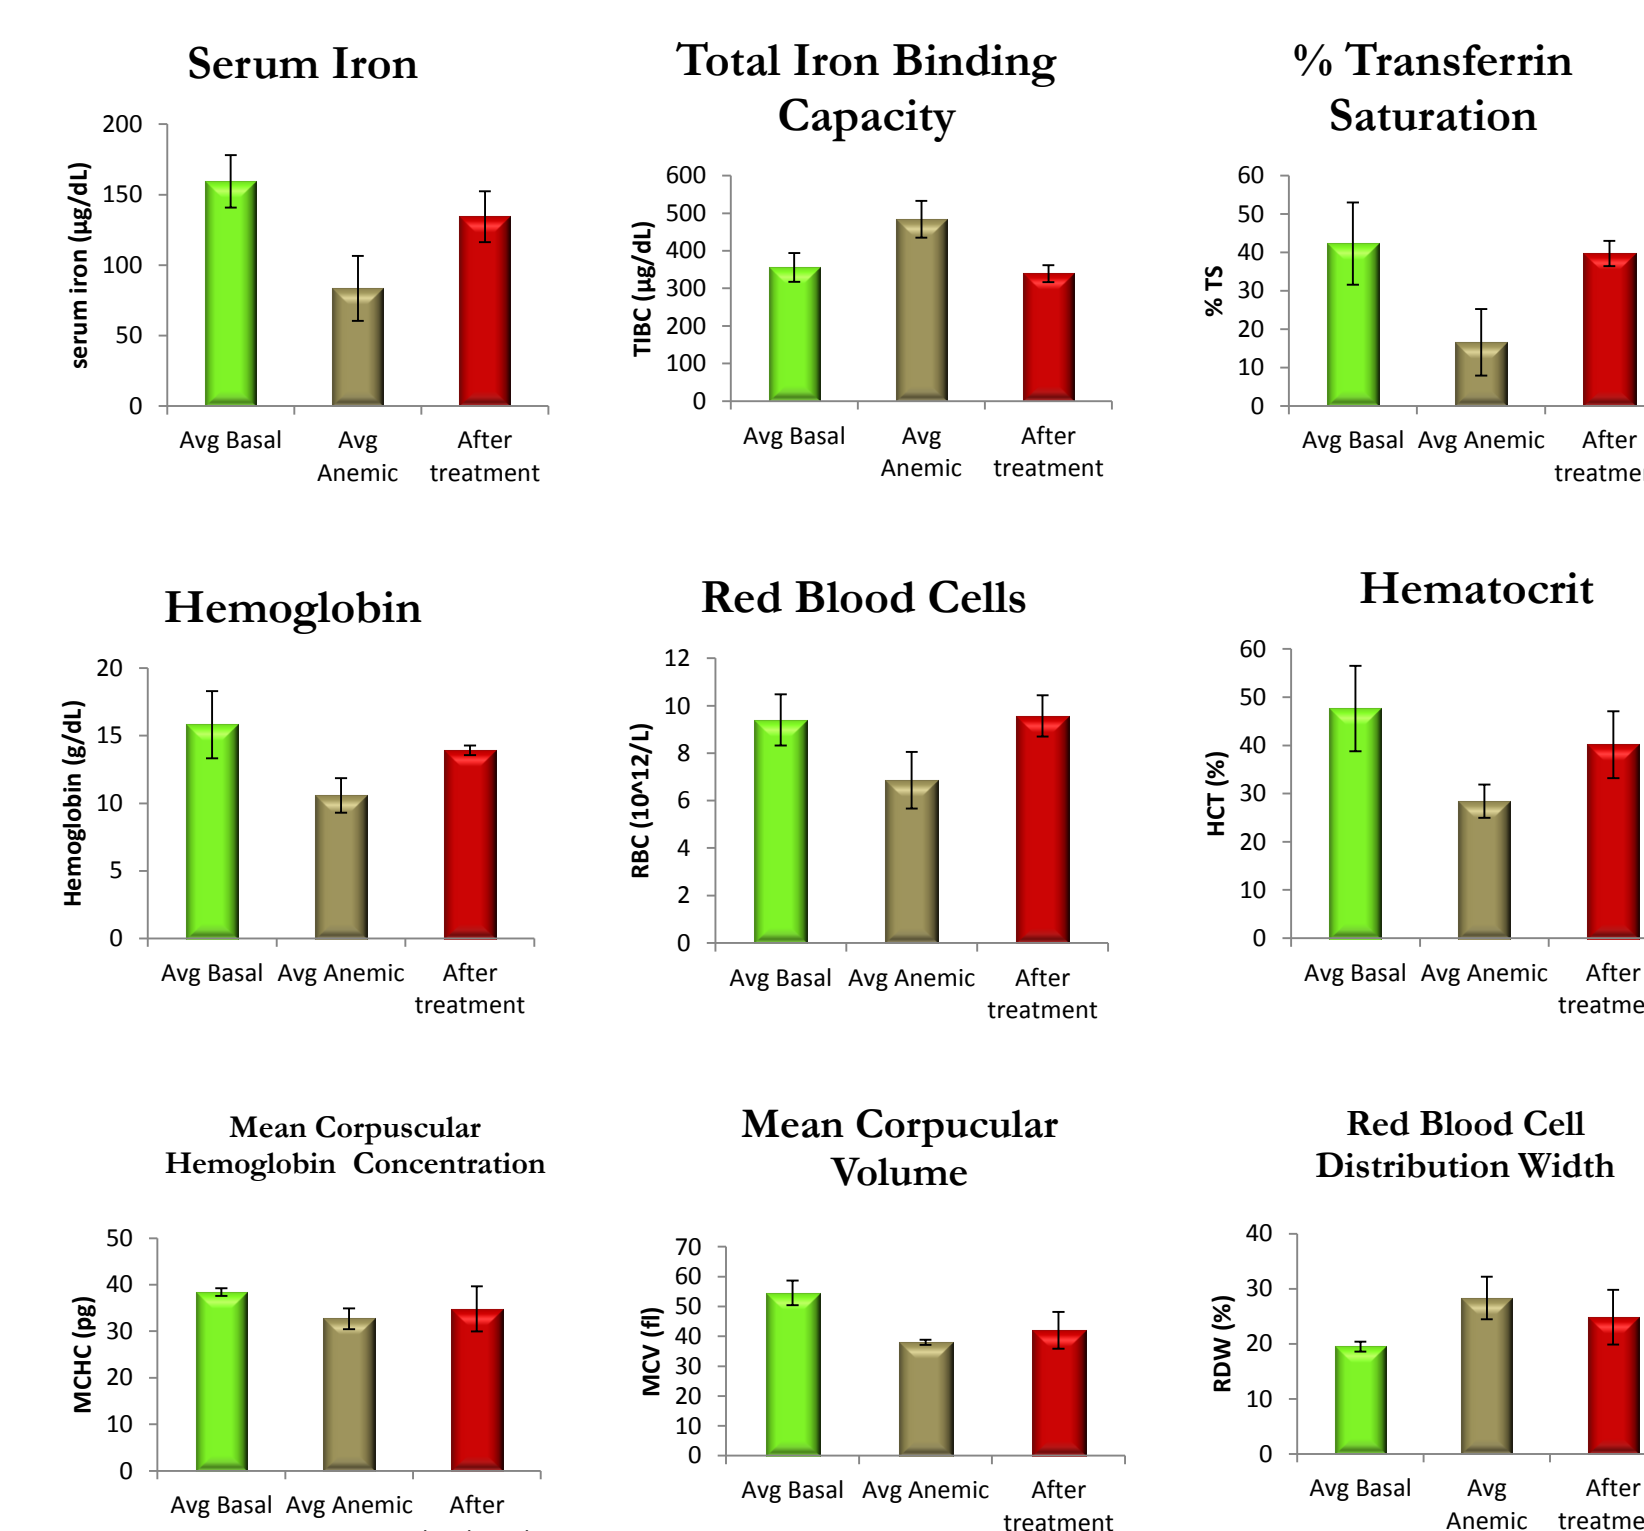 Serum Iron
200
150
100
50
0
serum iron (µg/dL)
Avg Basal
Avg
Anemic
After
treatment
Total Iron Binding
Capacity
600
500
400
300
200
100
0
TIBC (µg/dL)
Avg Basal
Avg
Anemic
After
treatment
% Transferrin
Saturation
60
50
40
30
20
10
0
% TS
Avg Basal
Avg Anemic
After
Hemoglobin
20
15
10
5
0
Hemoglobin (g/dL)
Avg Basal
Avg Anemic
After
treatment
Red Blood Cells
12
10
8
6
4
2
0
RBC (10^12/L)
Avg Basal
Avg Anemic
After
treatment
Hematocrit
60
50
40
30
20
10
0
HCT (%)
Avg Basal
Avg Anemic
After
Mean Corpuscular
Hemoglobin Concentration
50
40
30
20
10
0
MCHC (pg)
Avg Basal
Avg Anemic
After
Mean Corpucular
Volume
70
60
50
40
30
20
10
0
MCV (fl)
Avg Basal
Avg Anemic
After
treatment
Red Blood Cell
Distribution Width
40
30
20
10
0
RDW (%)
Avg Basal
Avg
Anemic
After